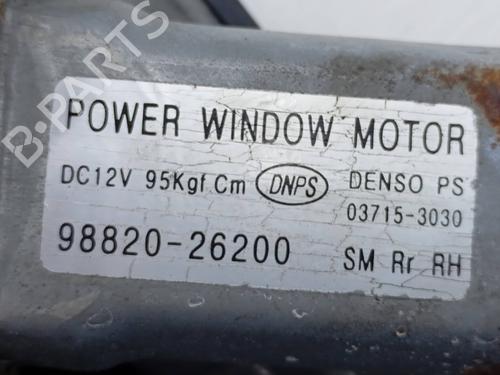 B-PARTS
POWER WINDOW MOTOR
DC12V 95Kgf.Cm DNPS DENSO PS
03715-3030
98820-26200 SM Rr RH